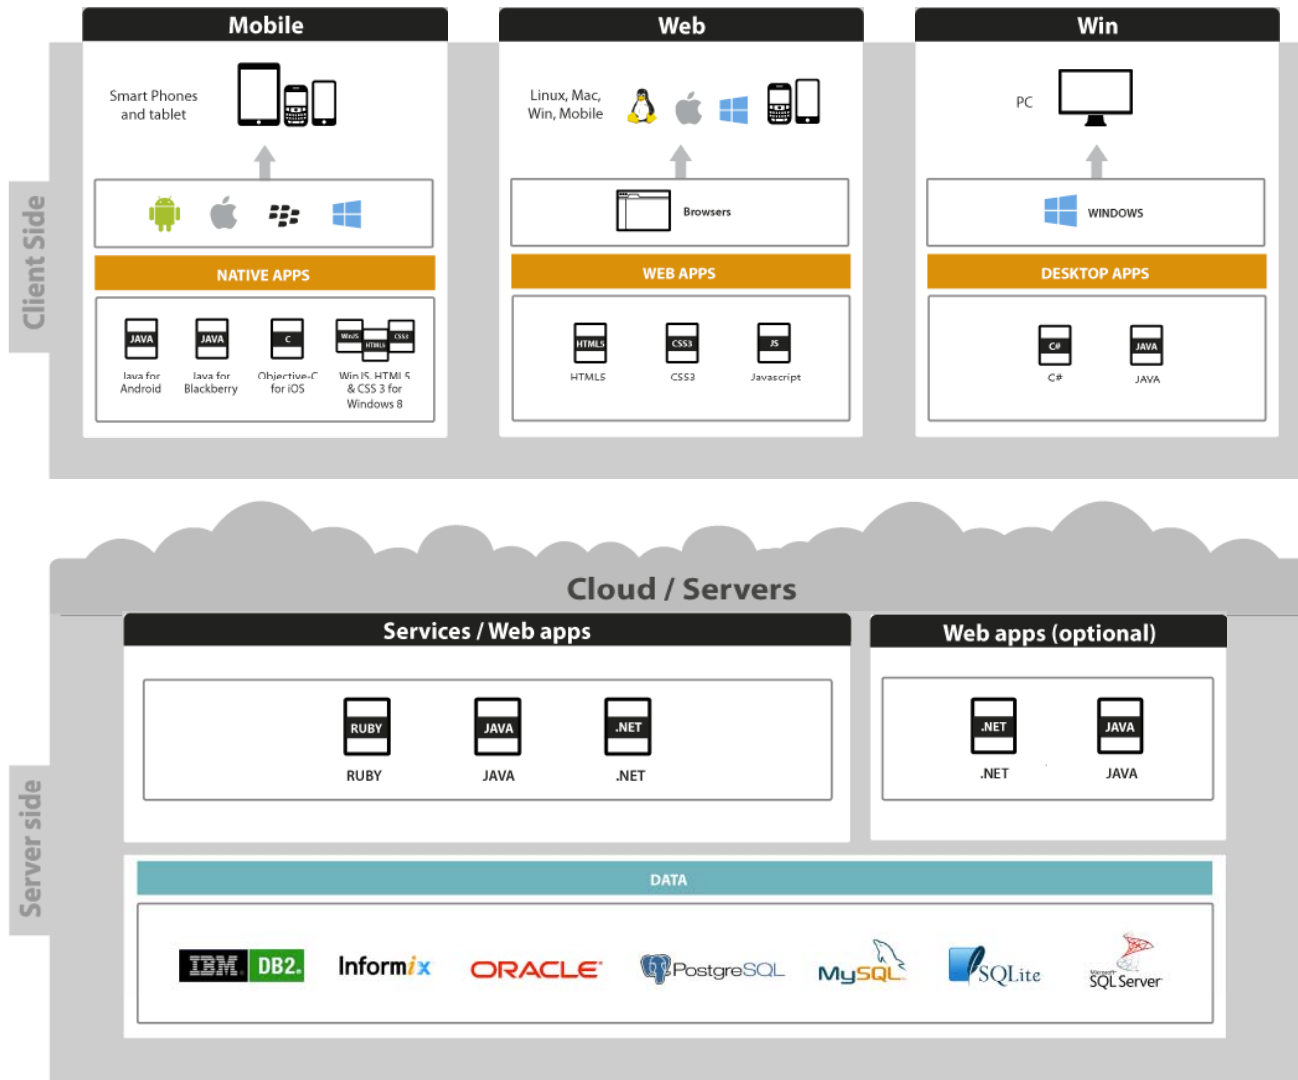 Mobile
Web
Win
Smart Phones
and tablet
Linux, Mac,
Win, Mobile
PC
Client Side
Browsers
WINDOWS
NATIVE APPS
WEB APPS
DESKTOP APPS
JAVA
JAVA
C
WinJS
HTML5
CSS3
Java for
Android
Java for
Blackberry
Objective-C
for iOS
WinJS, HTML5
& CSS 3 for
Windows 8
HTML5
CSS3
JS
HTML5
CSS3
Javascript
C#
JAVA
C#
JAVA
Cloud / Servers
Server side
Services / Web apps
RUBY
JAVA
.NET
RUBY
JAVA
.NET
Web apps (optional)
.NET
JAVA
.NET
JAVA
DATA
IBM. DB2.
Informix
ORACLE
PostgreSQL
MySQL
SQLite
Microsoft
SQL Server